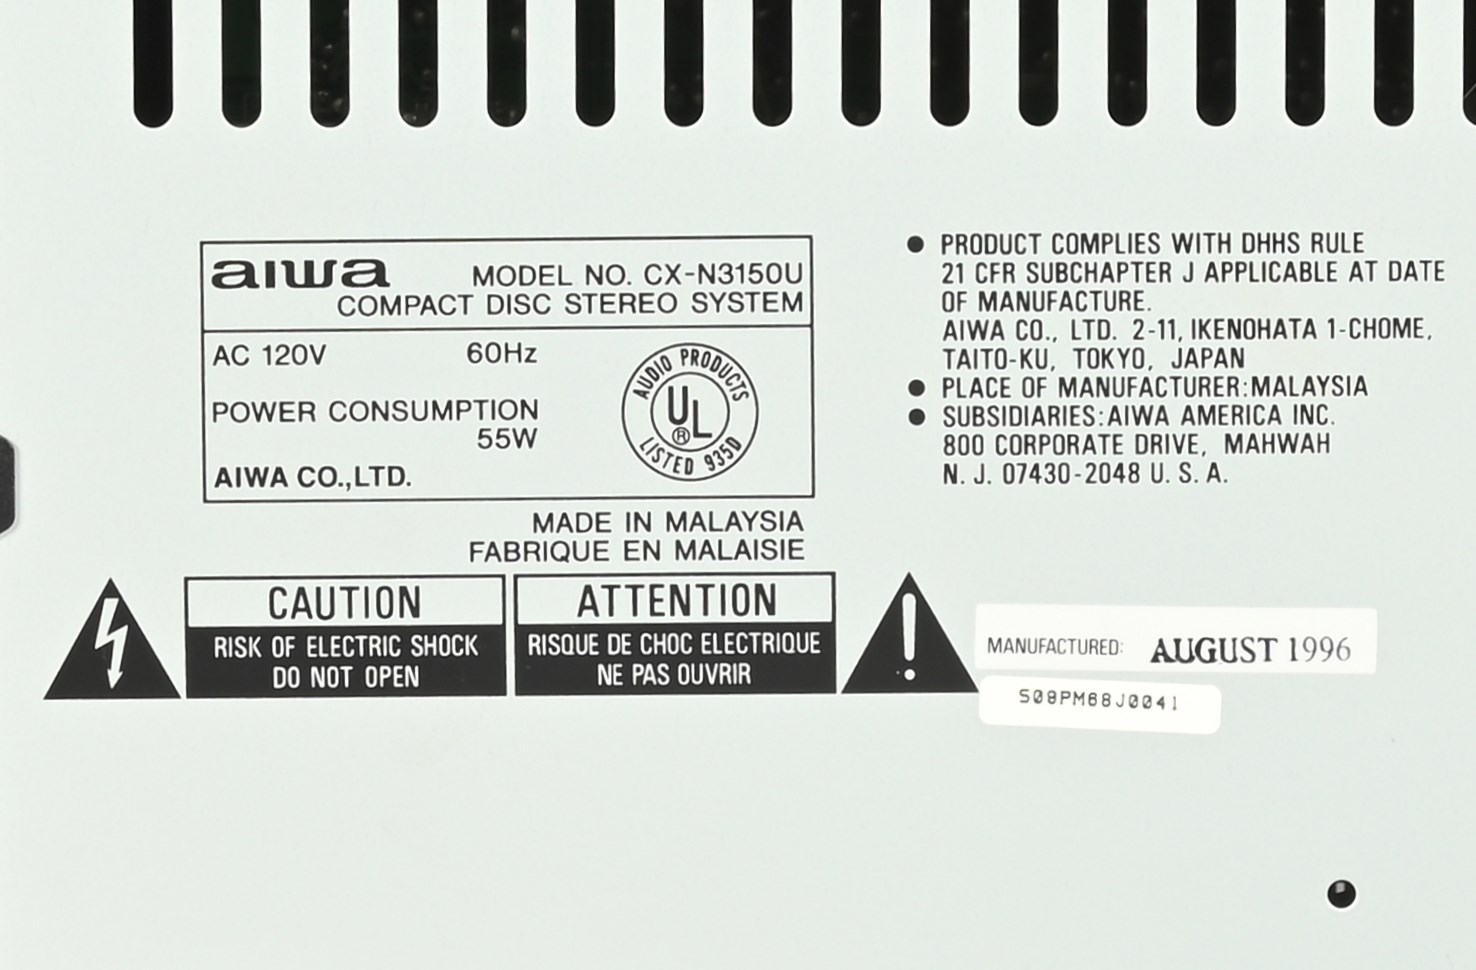 aiwa MODEL NO. CX-N3150U
COMPACT DISC STEREO SYSTEM
AC 120V 60Hz
POWER CONSUMPTION
55W
AIWA CO.,LTD.
AUDIO PRODUCTS
UL®
LISTED 935D
MADE IN MALAYSIA
FABRIQUE EN MALAISIE
● PRODUCT COMPLIES WITH DHHS RULE
21 CFR SUBCHAPTER J APPLICABLE AT DATE
OF MANUFACTURE.
AIWA CO., LTD. 2-11, IKENOHATA 1-CHOME,
TAITO-KU, TOKYO, JAPAN
● PLACE OF MANUFACTURER:MALAYSIA
● SUBSIDIARIES:AIWA AMERICA INC.
800 CORPORATE DRIVE, MAHWAH
N. J. 07430-2048 U. S. A.
CAUTION
RISK OF ELECTRIC SHOCK
DO NOT OPEN
ATTENTION
RISQUE DE CHOC ELECTRIQUE
NE PAS OUVRIR
!
MANUFACTURED: AUGUST 1996
S08PM68J0041